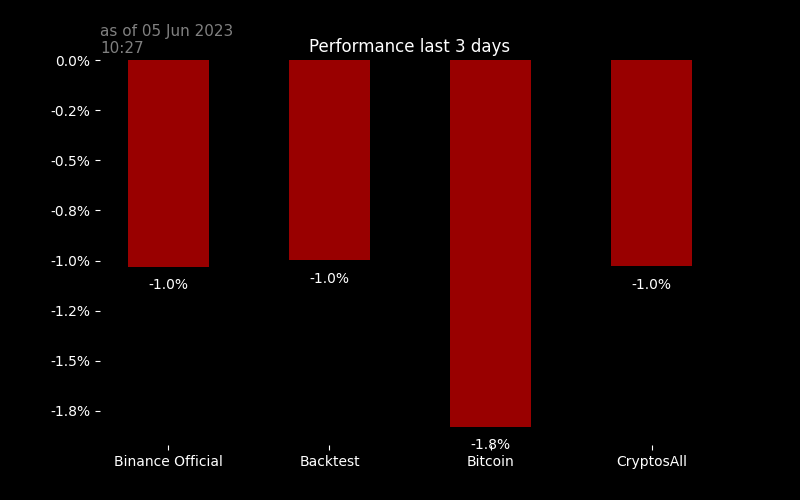 as of 05 Jun 2023
10:27
Performance last 3 days
0.0%
-0.2%
-0.5%
-0.8%
-1.0%
-1.2%
-1.5%
-1.8%
-1.0%
-1.0%
-1.8%
-1.0%
Binance Official
Backtest
Bitcoin
CryptosAll